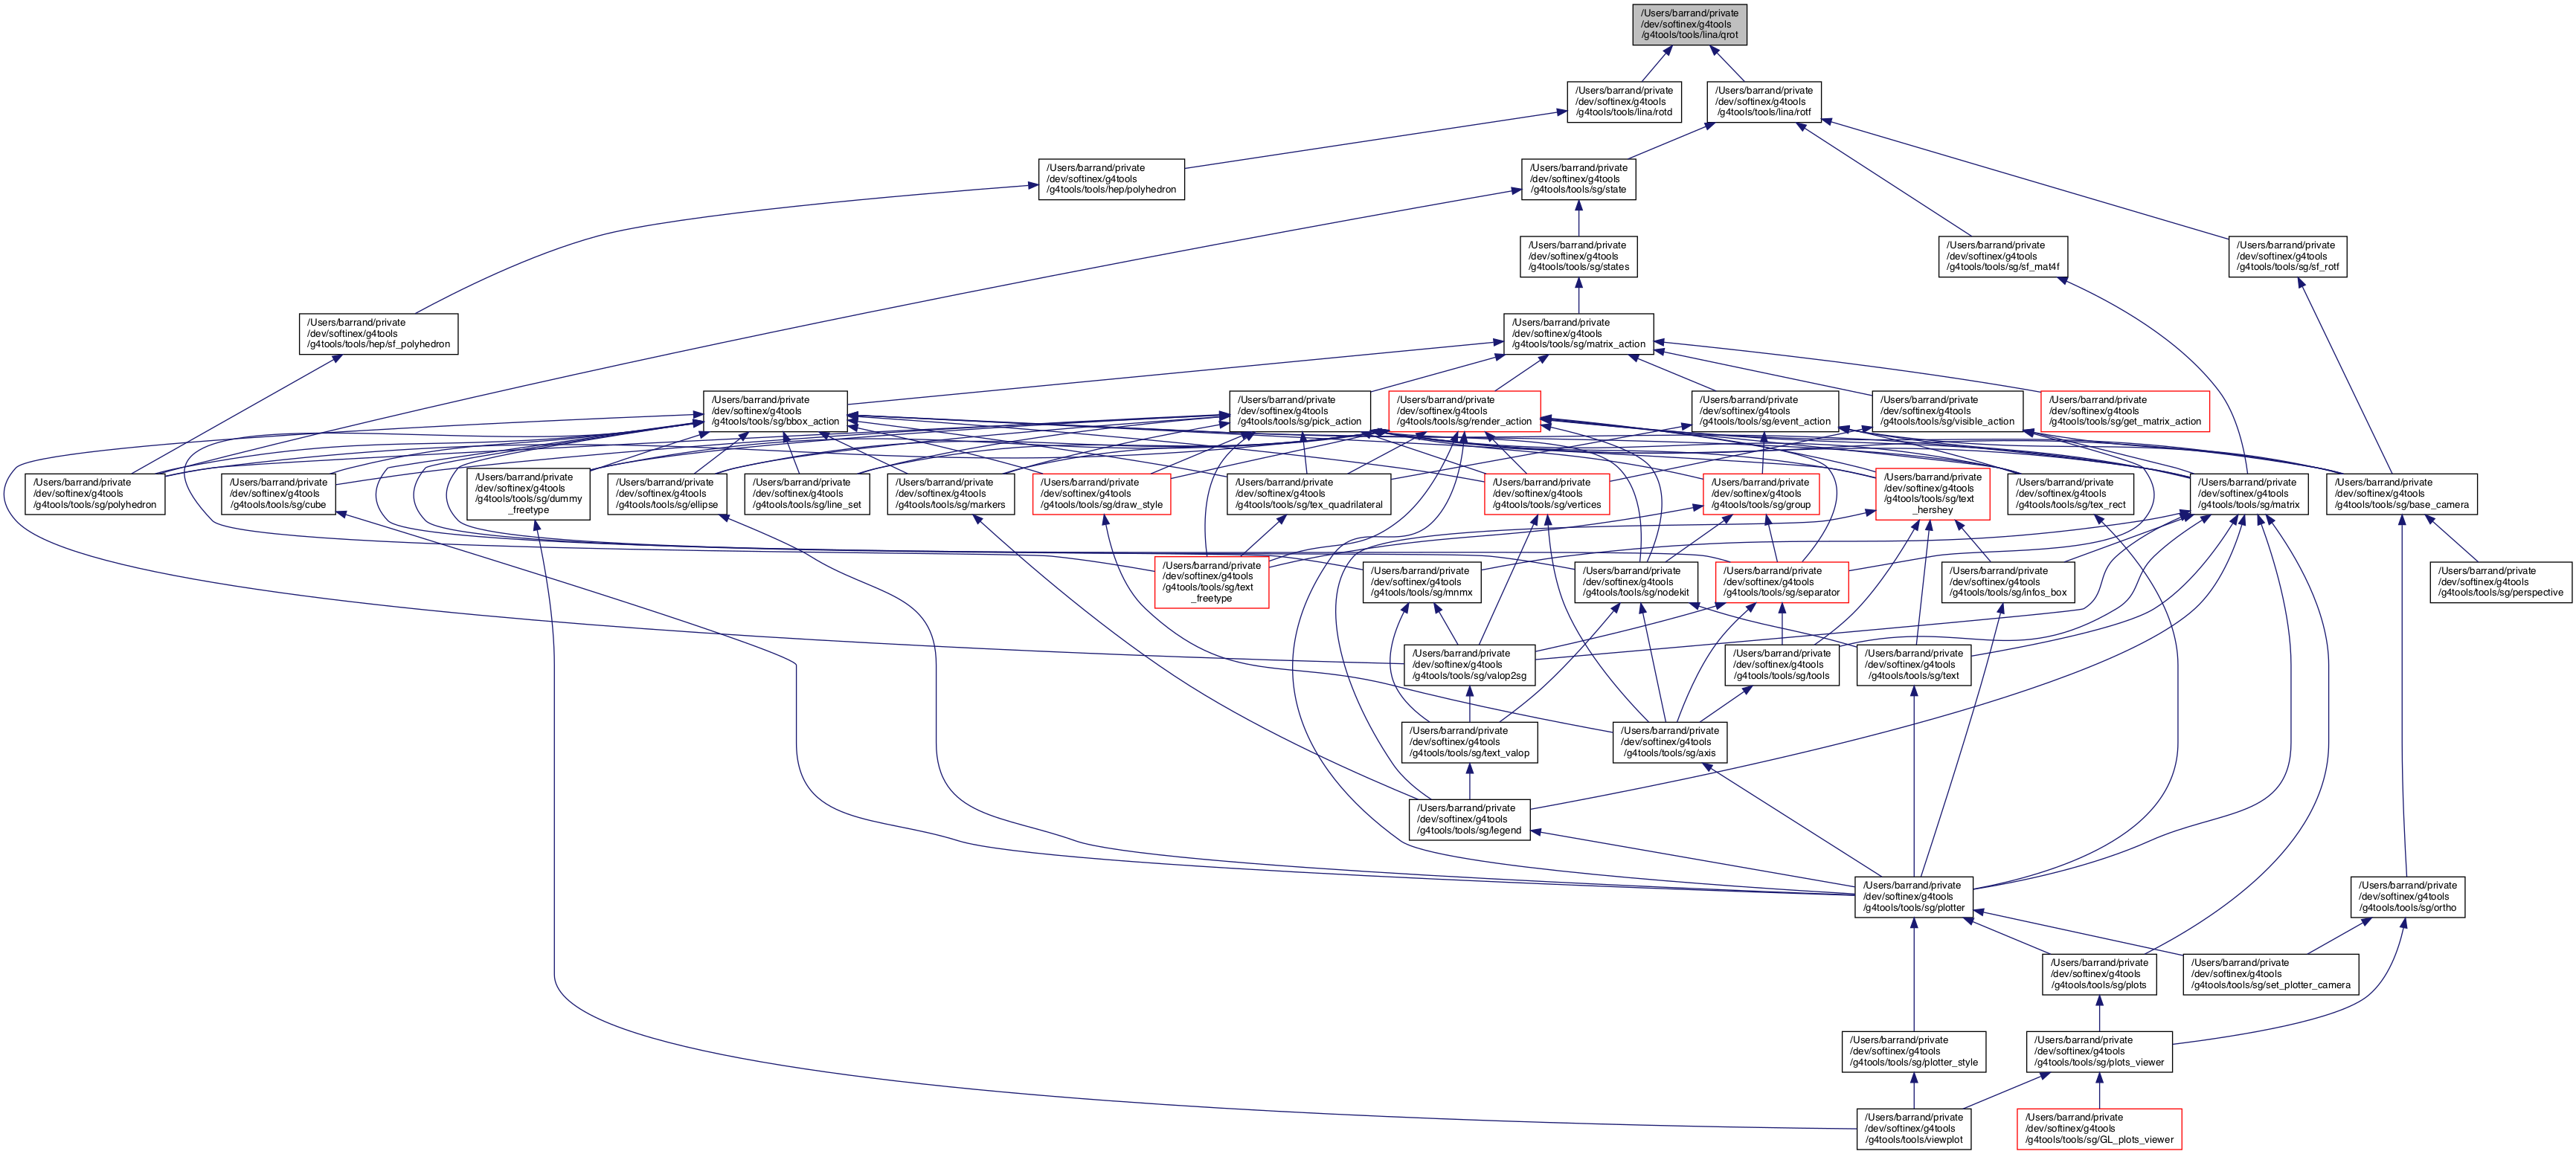 /Users/barrand/private
/dev/softinex/g4tools
/g4tools/tools/lina/qrot
/Users/barrand/private
/dev/softinex/g4tools
/g4tools/tools/lina/rotd
/Users/barrand/private
/dev/softinex/g4tools
/g4tools/tools/lina/rotf
/Users/barrand/private
/dev/softinex/g4tools
/g4tools/tools/hep/polyhedron
/Users/barrand/private
/dev/softinex/g4tools
/g4tools/tools/sg/state
/Users/barrand/private
/dev/softinex/g4tools
/g4tools/tools/sg/states
/Users/barrand/private
/dev/softinex/g4tools
/g4tools/tools/sg/sf_mat4f
/Users/barrand/private
/dev/softinex/g4tools
/g4tools/tools/sg/sf_rotf
/Users/barrand/private
/dev/softinex/g4tools
/g4tools/tools/hep/sf_polyhedron
/Users/barrand/private
/dev/softinex/g4tools
/g4tools/tools/sg/matrix_action
/Users/barrand/private
/dev/softinex/g4tools
/g4tools/tools/sg/bbox_action
/Users/barrand/private
/dev/softinex/g4tools
/g4tools/tools/sg/pick_action
/Users/barrand/private
/dev/softinex/g4tools
/g4tools/tools/sg/render_action
/Users/barrand/private
/dev/softinex/g4tools
/g4tools/tools/sg/event_action
/Users/barrand/private
/dev/softinex/g4tools
/g4tools/tools/sg/visible_action
/Users/barrand/private
/dev/softinex/g4tools
/g4tools/tools/sg/get_matrix_action
/Users/barrand/private
/dev/softinex/g4tools
/g4tools/tools/sg/polyhedron
/Users/barrand/private
/dev/softinex/g4tools
/g4tools/tools/sg/cube
/Users/barrand/private
/dev/softinex/g4tools
/g4tools/tools/sg/dummy
_freetype
/Users/barrand/private
/dev/softinex/g4tools
/g4tools/tools/sg/ellipse
/Users/barrand/private
/dev/softinex/g4tools
/g4tools/tools/sg/line_set
/Users/barrand/private
/dev/softinex/g4tools
/g4tools/tools/sg/markers
/Users/barrand/private
/dev/softinex/g4tools
/g4tools/tools/sg/draw_style
/Users/barrand/private
/dev/softinex/g4tools
/g4tools/tools/sg/tex_quadrilateral
/Users/barrand/private
/dev/softinex/g4tools
/g4tools/tools/sg/vertices
/Users/barrand/private
/dev/softinex/g4tools
/g4tools/tools/sg/group
/Users/barrand/private
/dev/softinex/g4tools
/g4tools/tools/sg/text
_hershey
/Users/barrand/private
/dev/softinex/g4tools
/g4tools/tools/sg/tex_rect
/Users/barrand/private
/dev/softinex/g4tools
/g4tools/tools/sg/matrix
/Users/barrand/private
/dev/softinex/g4tools
/g4tools/tools/sg/base_camera
/Users/barrand/private
/dev/softinex/g4tools
/g4tools/tools/sg/text
_freetype
/Users/barrand/private
/dev/softinex/g4tools
/g4tools/tools/sg/mnmx
/Users/barrand/private
/dev/softinex/g4tools
/g4tools/tools/sg/nodekit
/Users/barrand/private
/dev/softinex/g4tools
/g4tools/tools/sg/separator
/Users/barrand/private
/dev/softinex/g4tools
/g4tools/tools/sg/infos_box
/Users/barrand/private
/dev/softinex/g4tools
/g4tools/tools/sg/perspective
/Users/barrand/private
/dev/softinex/g4tools
/g4tools/tools/sg/valop2sg
/Users/barrand/private
/dev/softinex/g4tools
/g4tools/tools/sg/tools
/Users/barrand/private
/dev/softinex/g4tools
/g4tools/tools/sg/text
/Users/barrand/private
/dev/softinex/g4tools
/g4tools/tools/sg/text_valop
/Users/barrand/private
/dev/softinex/g4tools
/g4tools/tools/sg/axis
/Users/barrand/private
/dev/softinex/g4tools
/g4tools/tools/sg/legend
/Users/barrand/private
/dev/softinex/g4tools
/g4tools/tools/sg/plotter
/Users/barrand/private
/dev/softinex/g4tools
/g4tools/tools/sg/ortho
/Users/barrand/private
/dev/softinex/g4tools
/g4tools/tools/sg/plots
/Users/barrand/private
/dev/softinex/g4tools
/g4tools/tools/sg/set_plotter_camera
/Users/barrand/private
/dev/softinex/g4tools
/g4tools/tools/sg/plotter_style
/Users/barrand/private
/dev/softinex/g4tools
/g4tools/tools/sg/plots_viewer
/Users/barrand/private
/dev/softinex/g4tools
/g4tools/tools/viewplot
/Users/barrand/private
/dev/softinex/g4tools
/g4tools/tools/sg/GL_plots_viewer